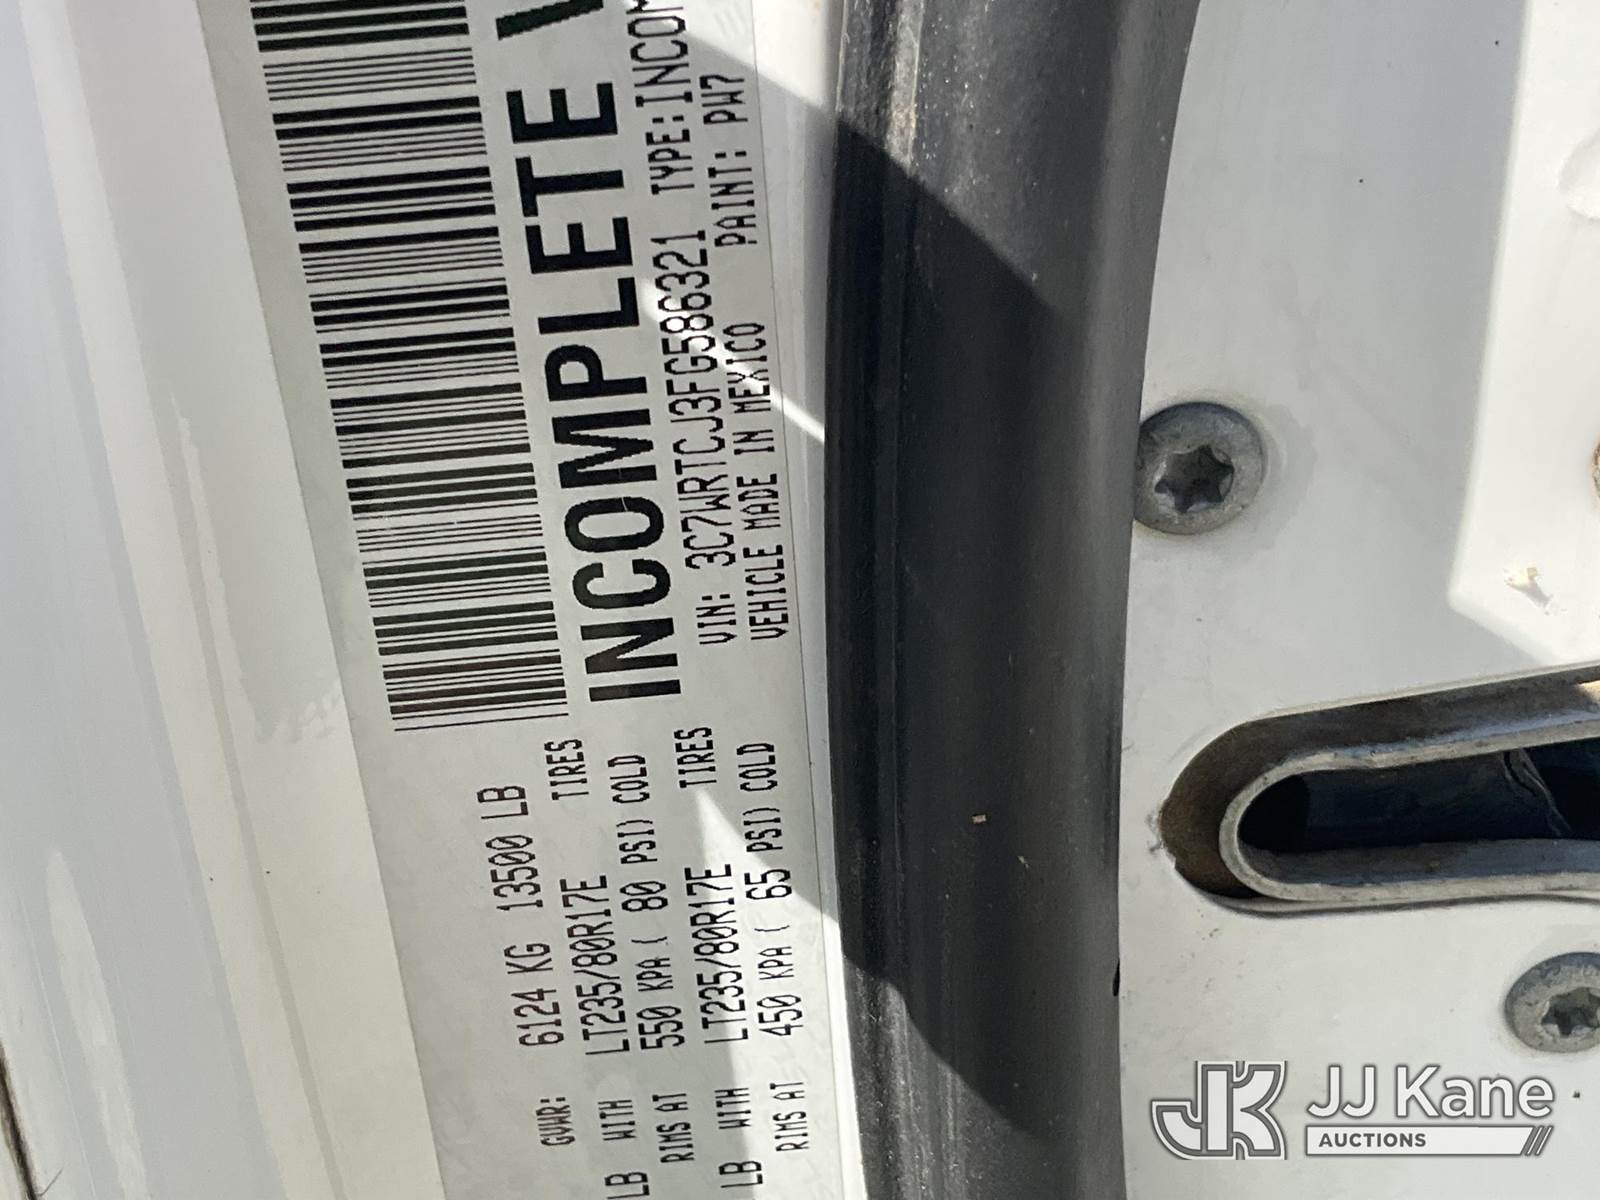 GVWR: 6124 KG 13500 LB
TIRES
LB WITH LT235/80R17E
RIMS AT 550 KPA ( 80 PSI) COLD
TIRES
LB WITH LT235/80R17E
RIMS AT 450 KPA ( 65 PSI) COLD
INCOMPLETE
VIN: 3C7WRTCJ3FG586321 TYPE:
VEHICLE MADE IN MEXICO PAINT: PW7
JK JJ Kane
AUCTIONS